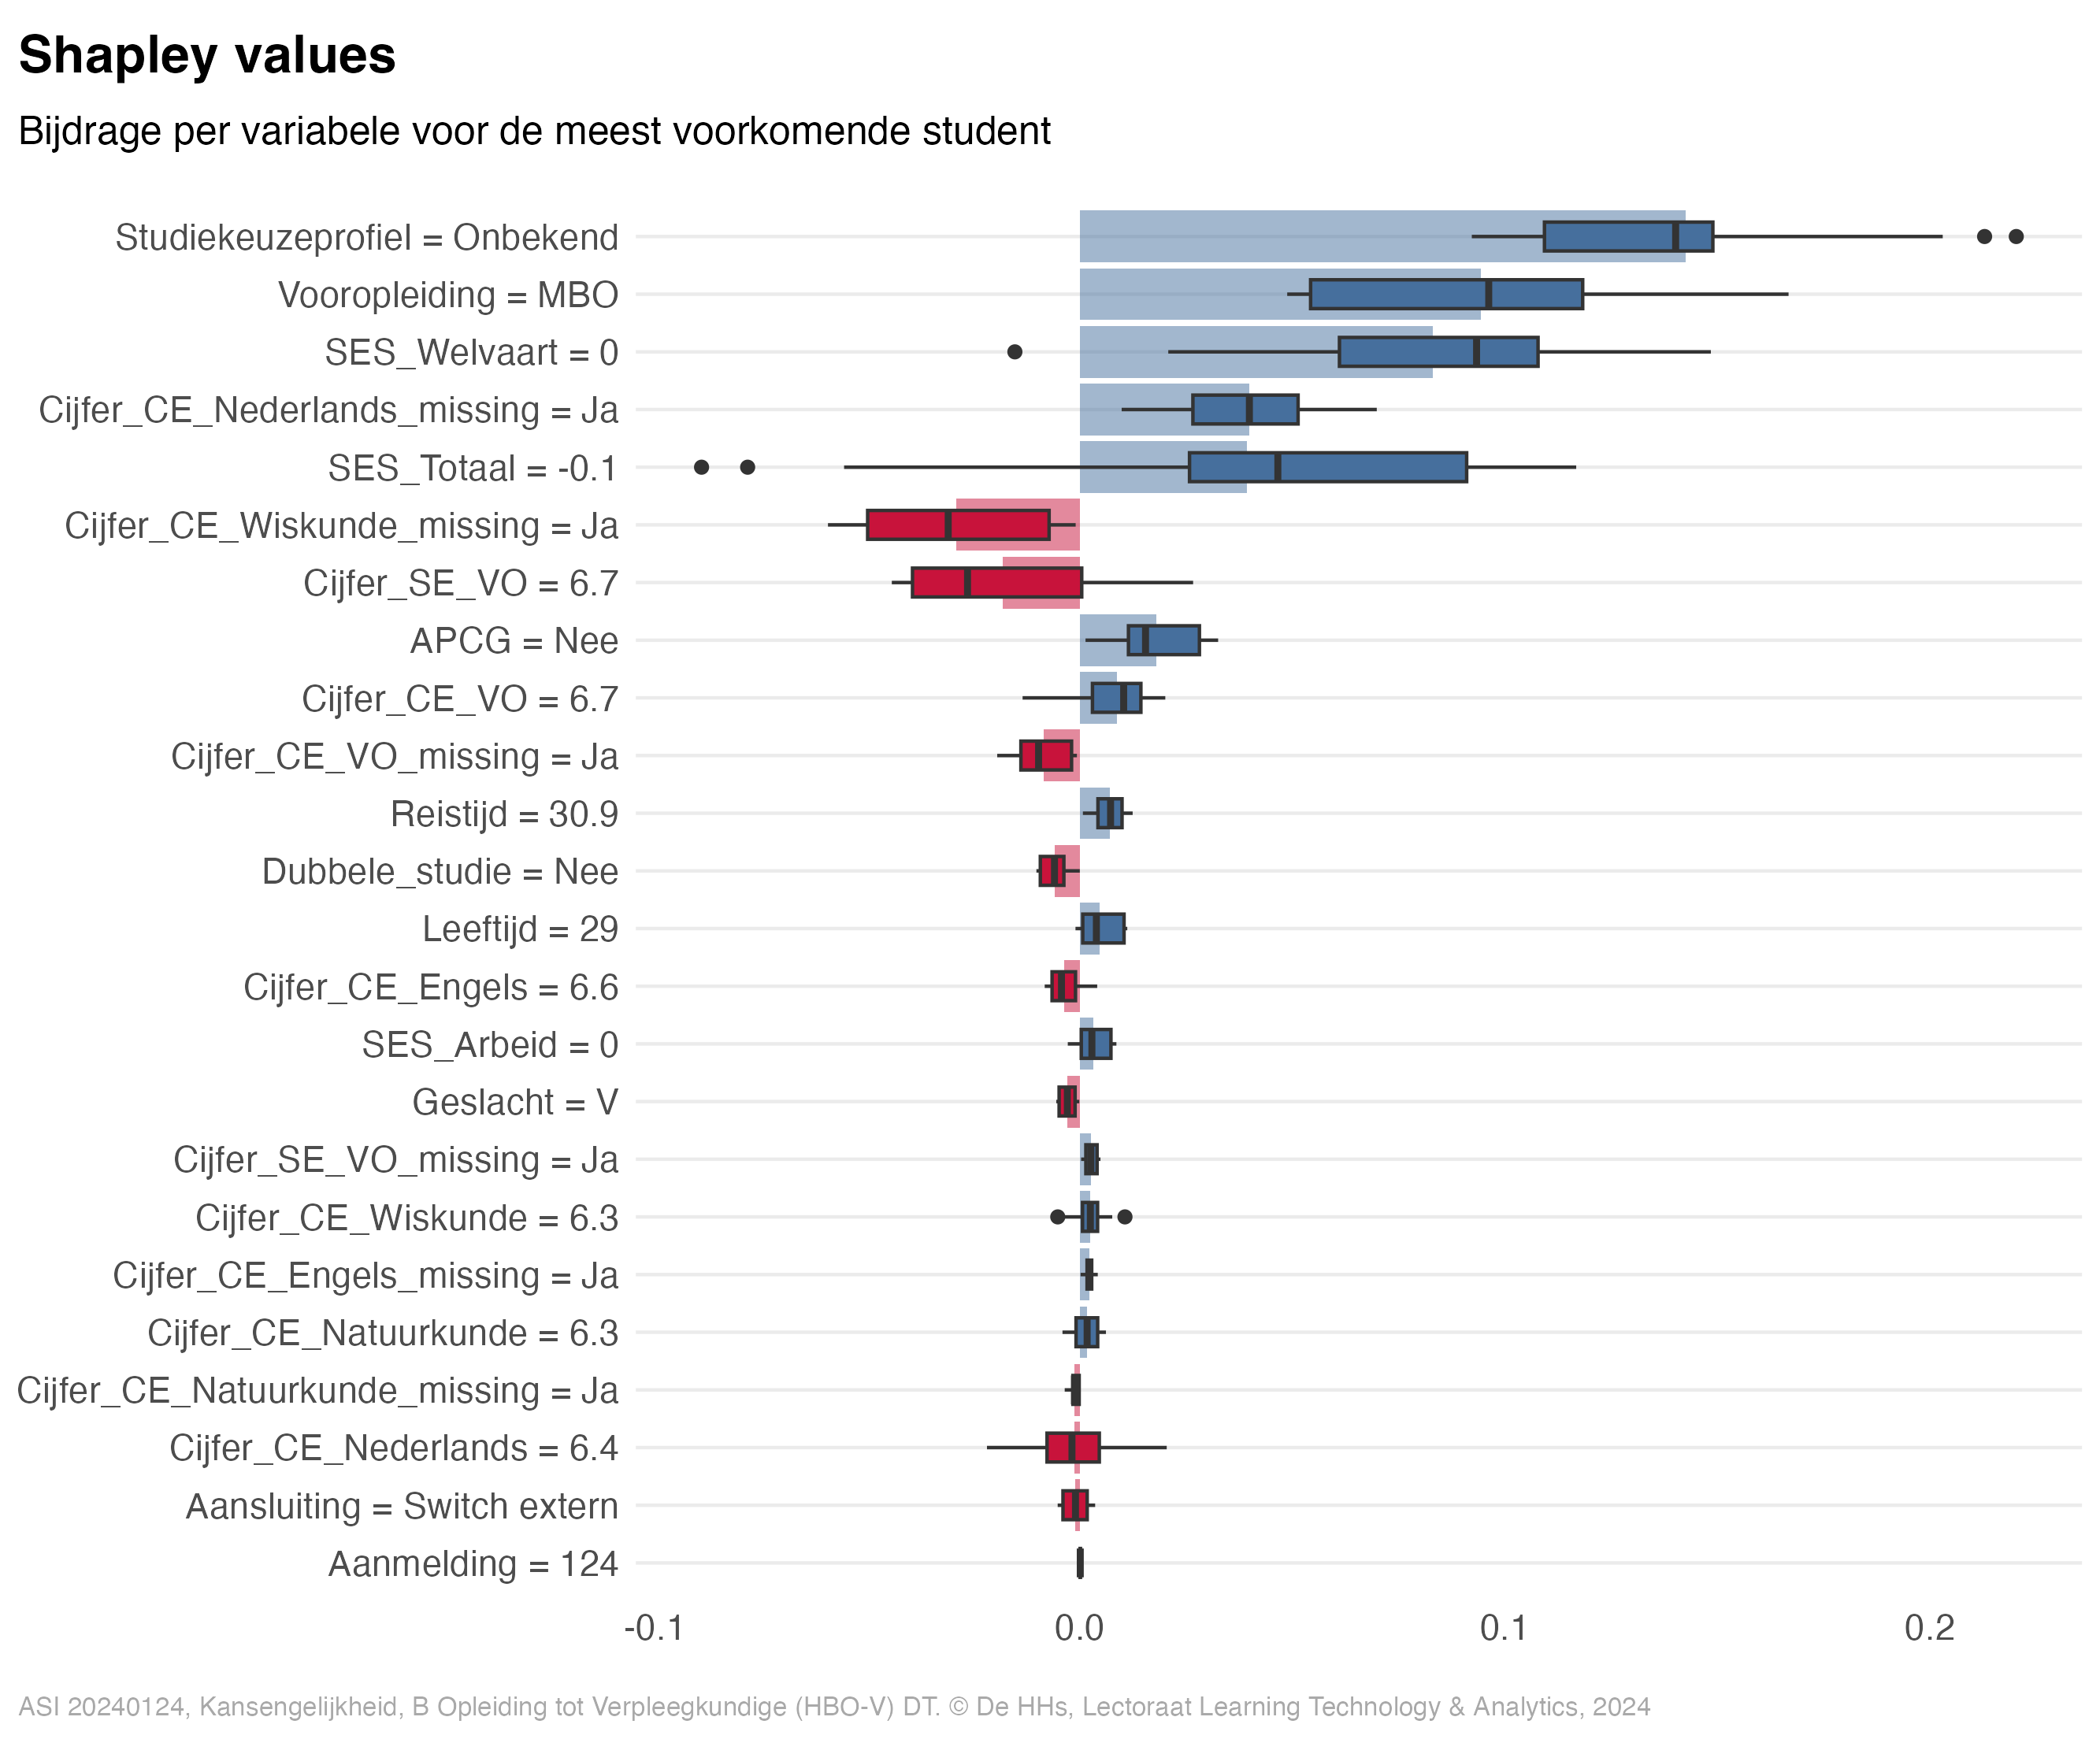 Shapley values
Bijdrage per variabele voor de meest voorkomende student
Studiekeuzeprofiel = Onbekend
Vooropleiding = MBO
SES_Welvaart = 0
Cijfer_CE_Nederlands_missing = Ja
SES_Totaal = -0.1
Cijfer_CE_Wiskunde_missing = Ja
Cijfer_SE_VO = 6.7
APCG = Nee
Cijfer_CE_VO = 6.7
Cijfer_CE_VO_missing = Ja
Reistijd = 30.9
Dubbele_studie = Nee
Leeftijd = 29
Cijfer_CE_Engels = 6.6
SES_Arbeid = 0
Geslacht = V
Cijfer_SE_VO_missing = Ja
Cijfer_CE_Wiskunde = 6.3
Cijfer_CE_Engels_missing = Ja
Cijfer_CE_Natuurkunde = 6.3
Cijfer_CE_Natuurkunde_missing = Ja
Cijfer_CE_Nederlands = 6.4
Aansluiting = Switch extern
Aanmelding = 124
-0.1 0.0 0.1 0.2
ASI 20240124, Kansengelijkheid, B Opleiding tot Verpleegkundige (HBO-V) DT. © De HHs, Lectoraat Learning Technology & Analytics, 2024